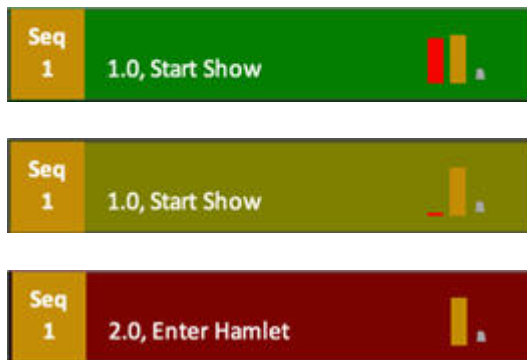 Seq
1
1.0, Start Show
Seq
1
1.0, Start Show
Seq
1
2.0, Enter Hamlet